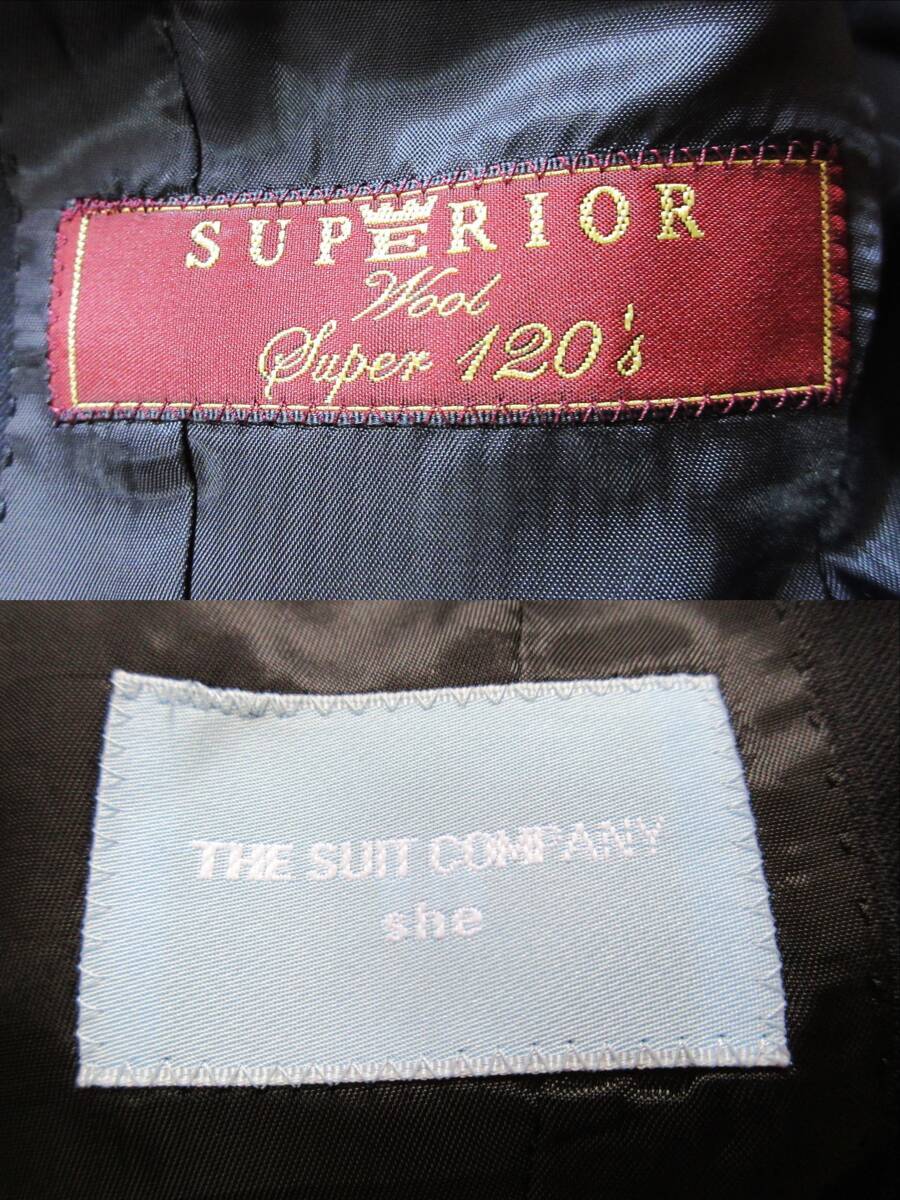 SUPERIOR
Wool
Super 120's
THE SUIT COMPANY
she